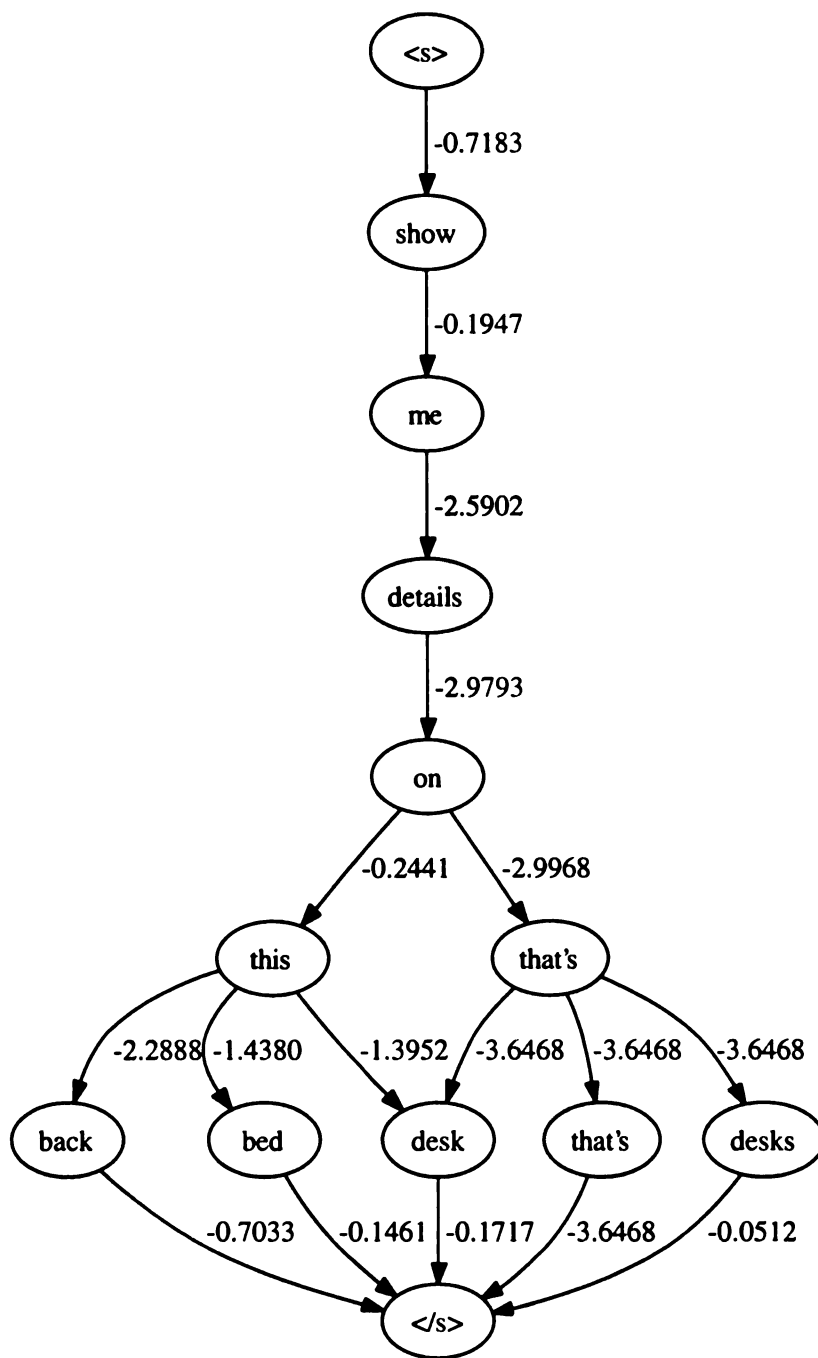 <s>
-0.7183
show
-0.1947
me
-2.5902
details
-2.9793
on
-0.2441 -2.9968
this that's
-2.2888 -1.4380 -1.3952 -3.6468 -3.6468 -3.6468
back bed desk that's desks
-0.7033 -0.1461 -0.1717 -3.6468 -0.0512
</s>